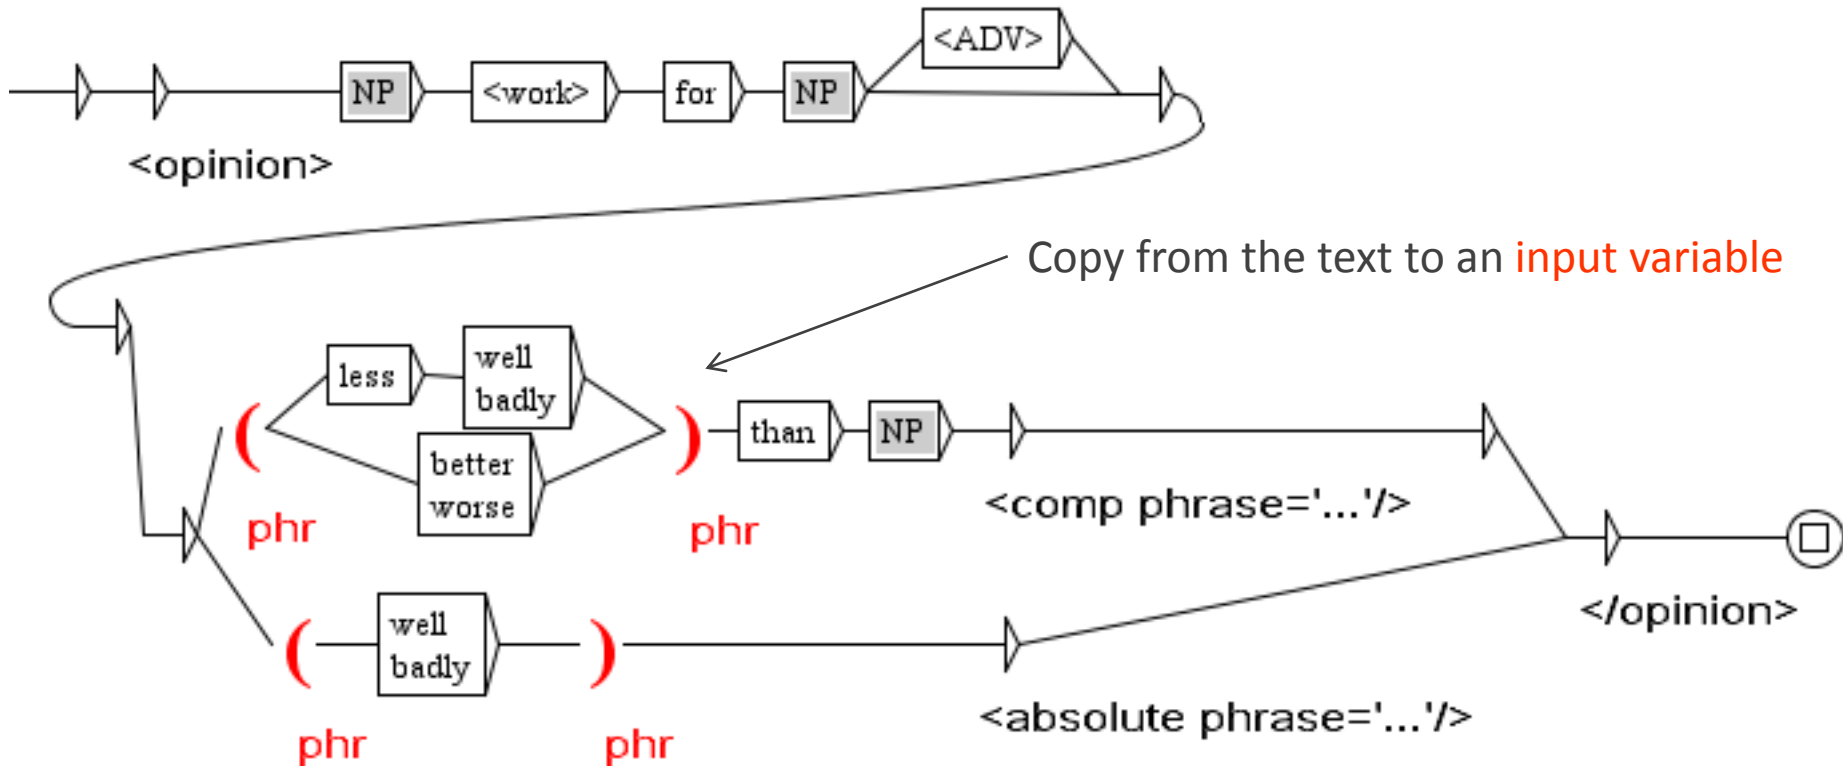 <ADV>
NP <work> for NP
<opinion>
Copy from the text to an input variable
less well
badly
( ) than NP
better
worse
<comp phrase='...'/>
phr phr
well
badly
( )
</opinion>
<absolute phrase='...'/>
phr phr